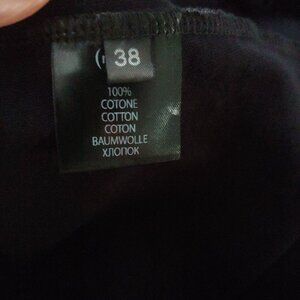 38
100%
COTONE
COTTON
COTON
BAUMWOLLE
ХЛОПОК